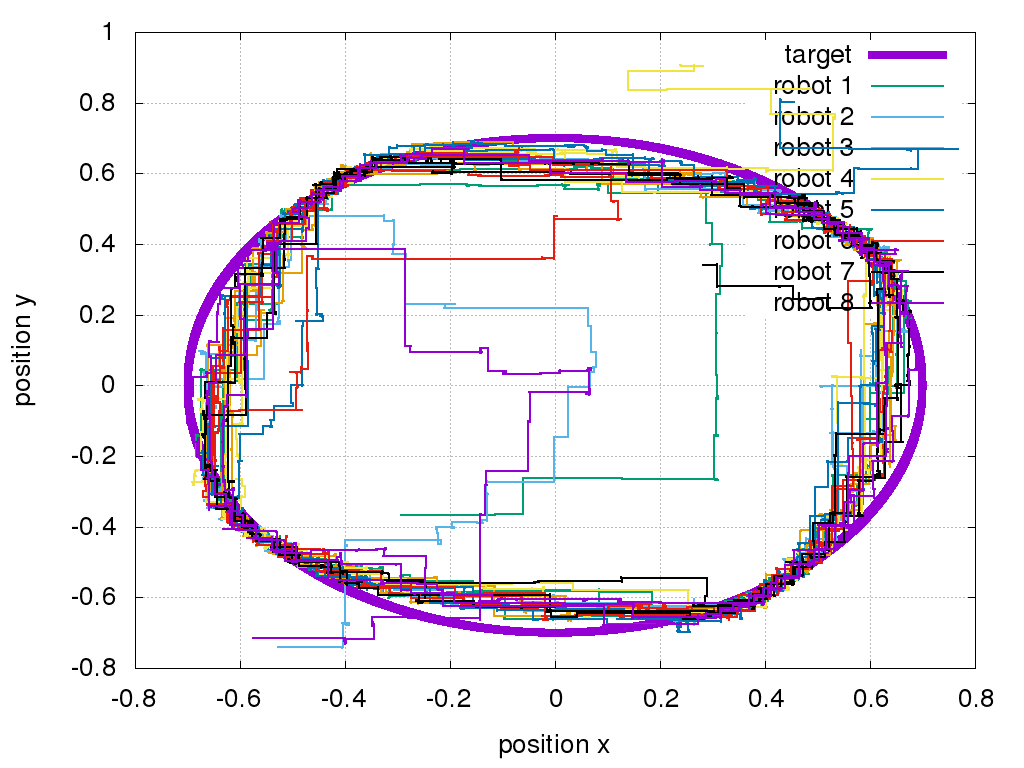 1
0.8
0.6
0.4
0.2
0
-0.2
-0.4
-0.6
-0.8
-0.8 -0.6 -0.4 -0.2 0 0.2 0.4 0.6 0.8
position y
position x
target
robot 1
robot 2
robot 3
robot 4
robot 5
robot 6
robot 7
robot 8